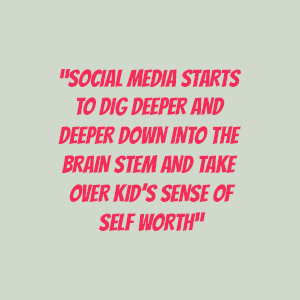 "SOCIAL MEDIA STARTS
TO DIG DEEPER AND
DEEPER DOWN INTO THE
BRAIN STEM AND TAKE
OVER KID'S SENSE OF
SELF WORTH"